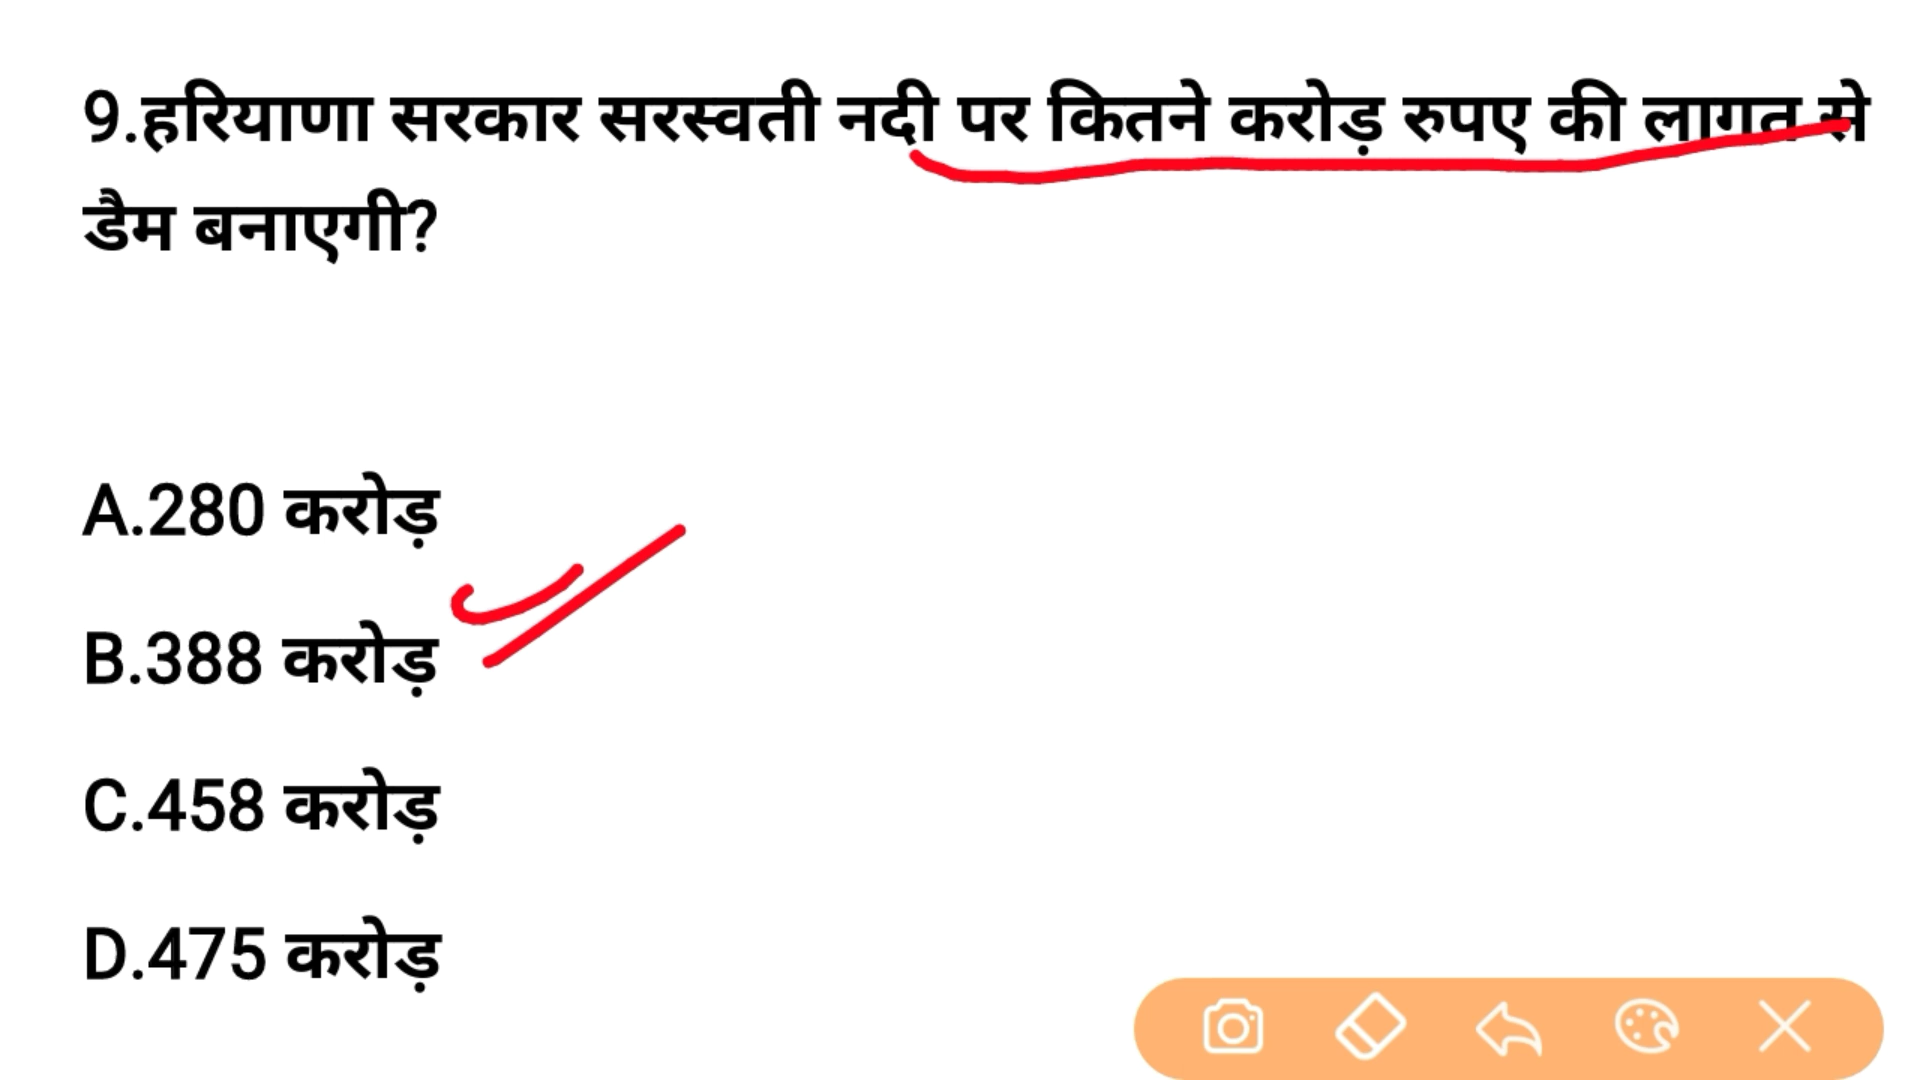 9.हरियाणा सरकार सरस्वती नदी पर कितने करोड़ रुपए की लागत से
डैम बनाएगी?
A.280 करोड़
B.388 करोड़
C.458 करोड़
D.475 करोड़